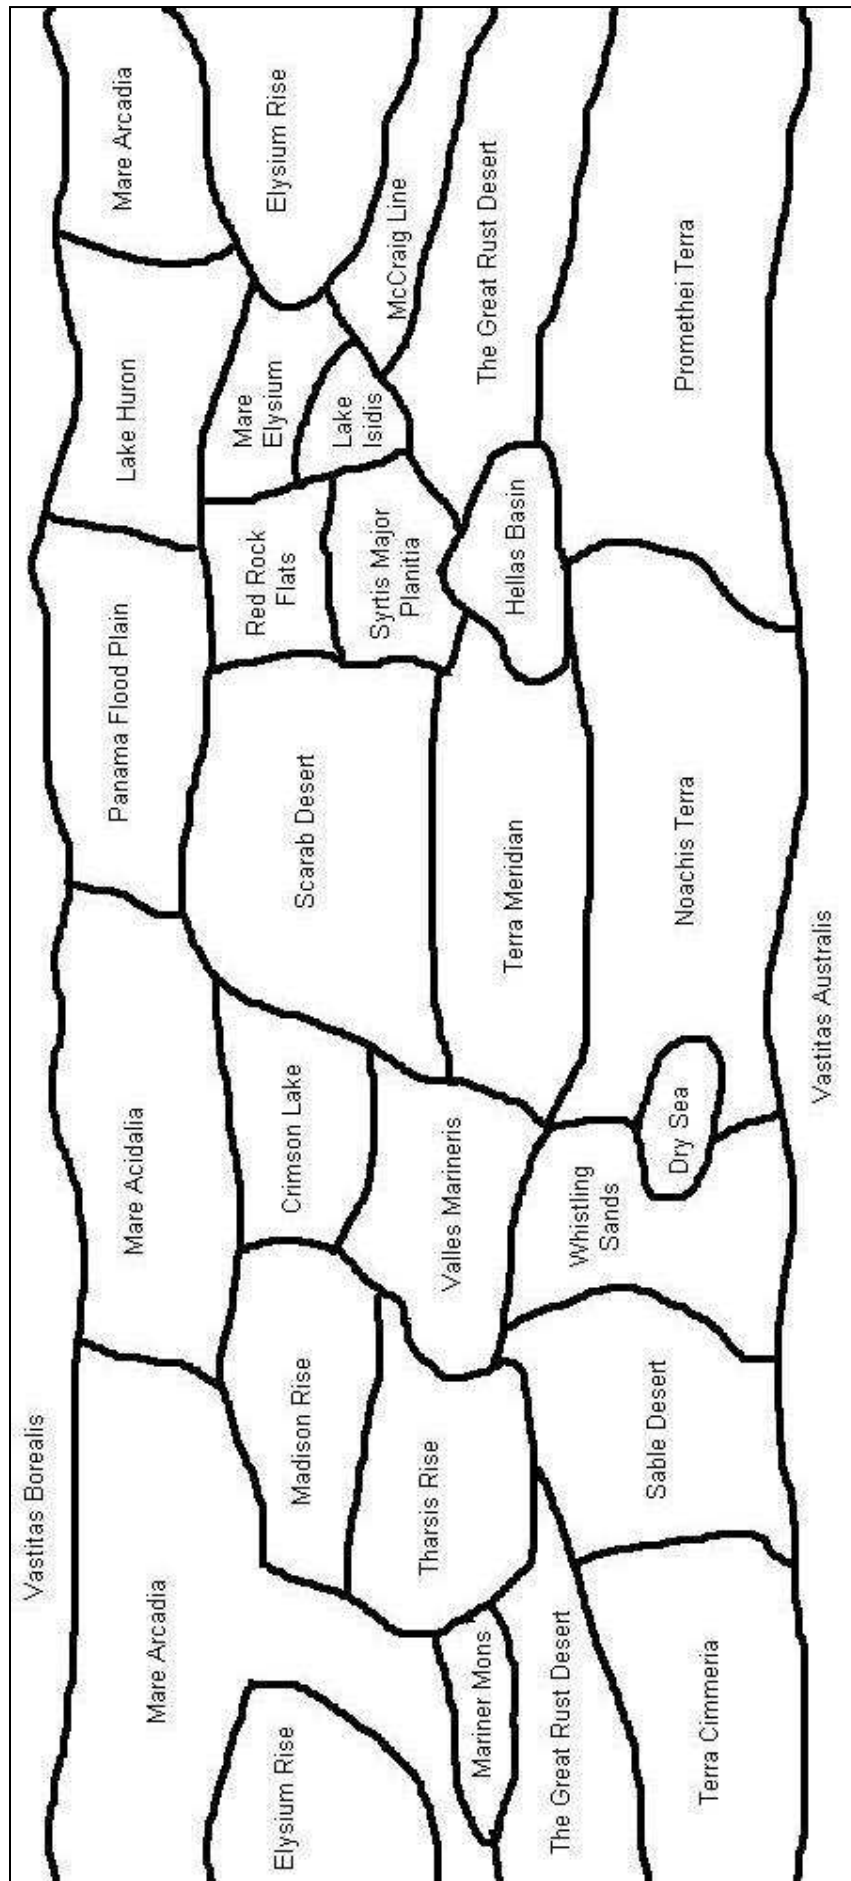 Vastitas Borealis
Mare Arcadia
Mare Acidalia
Panama Flood Plain
Lake Huron
Mare Arcadia
Elysium Rise
Madison Rise
Crimson Lake
Scarab Desert
Red Rock
Flats
Mare
Elysium
Elysium Rise
Tharsis Rise
Valles Marineris
Syrtis Major
Planitia
Lake
Isidis
McCraig Line
Mariner Mons
The Great Rust Desert
Terra Meridian
Hellas Basin
The Great Rust Desert
Terra Cimmeria
Sable Desert
Whistling
Sands
Dry Sea
Noachis Terra
Promethei Terra
Vastitas Australis